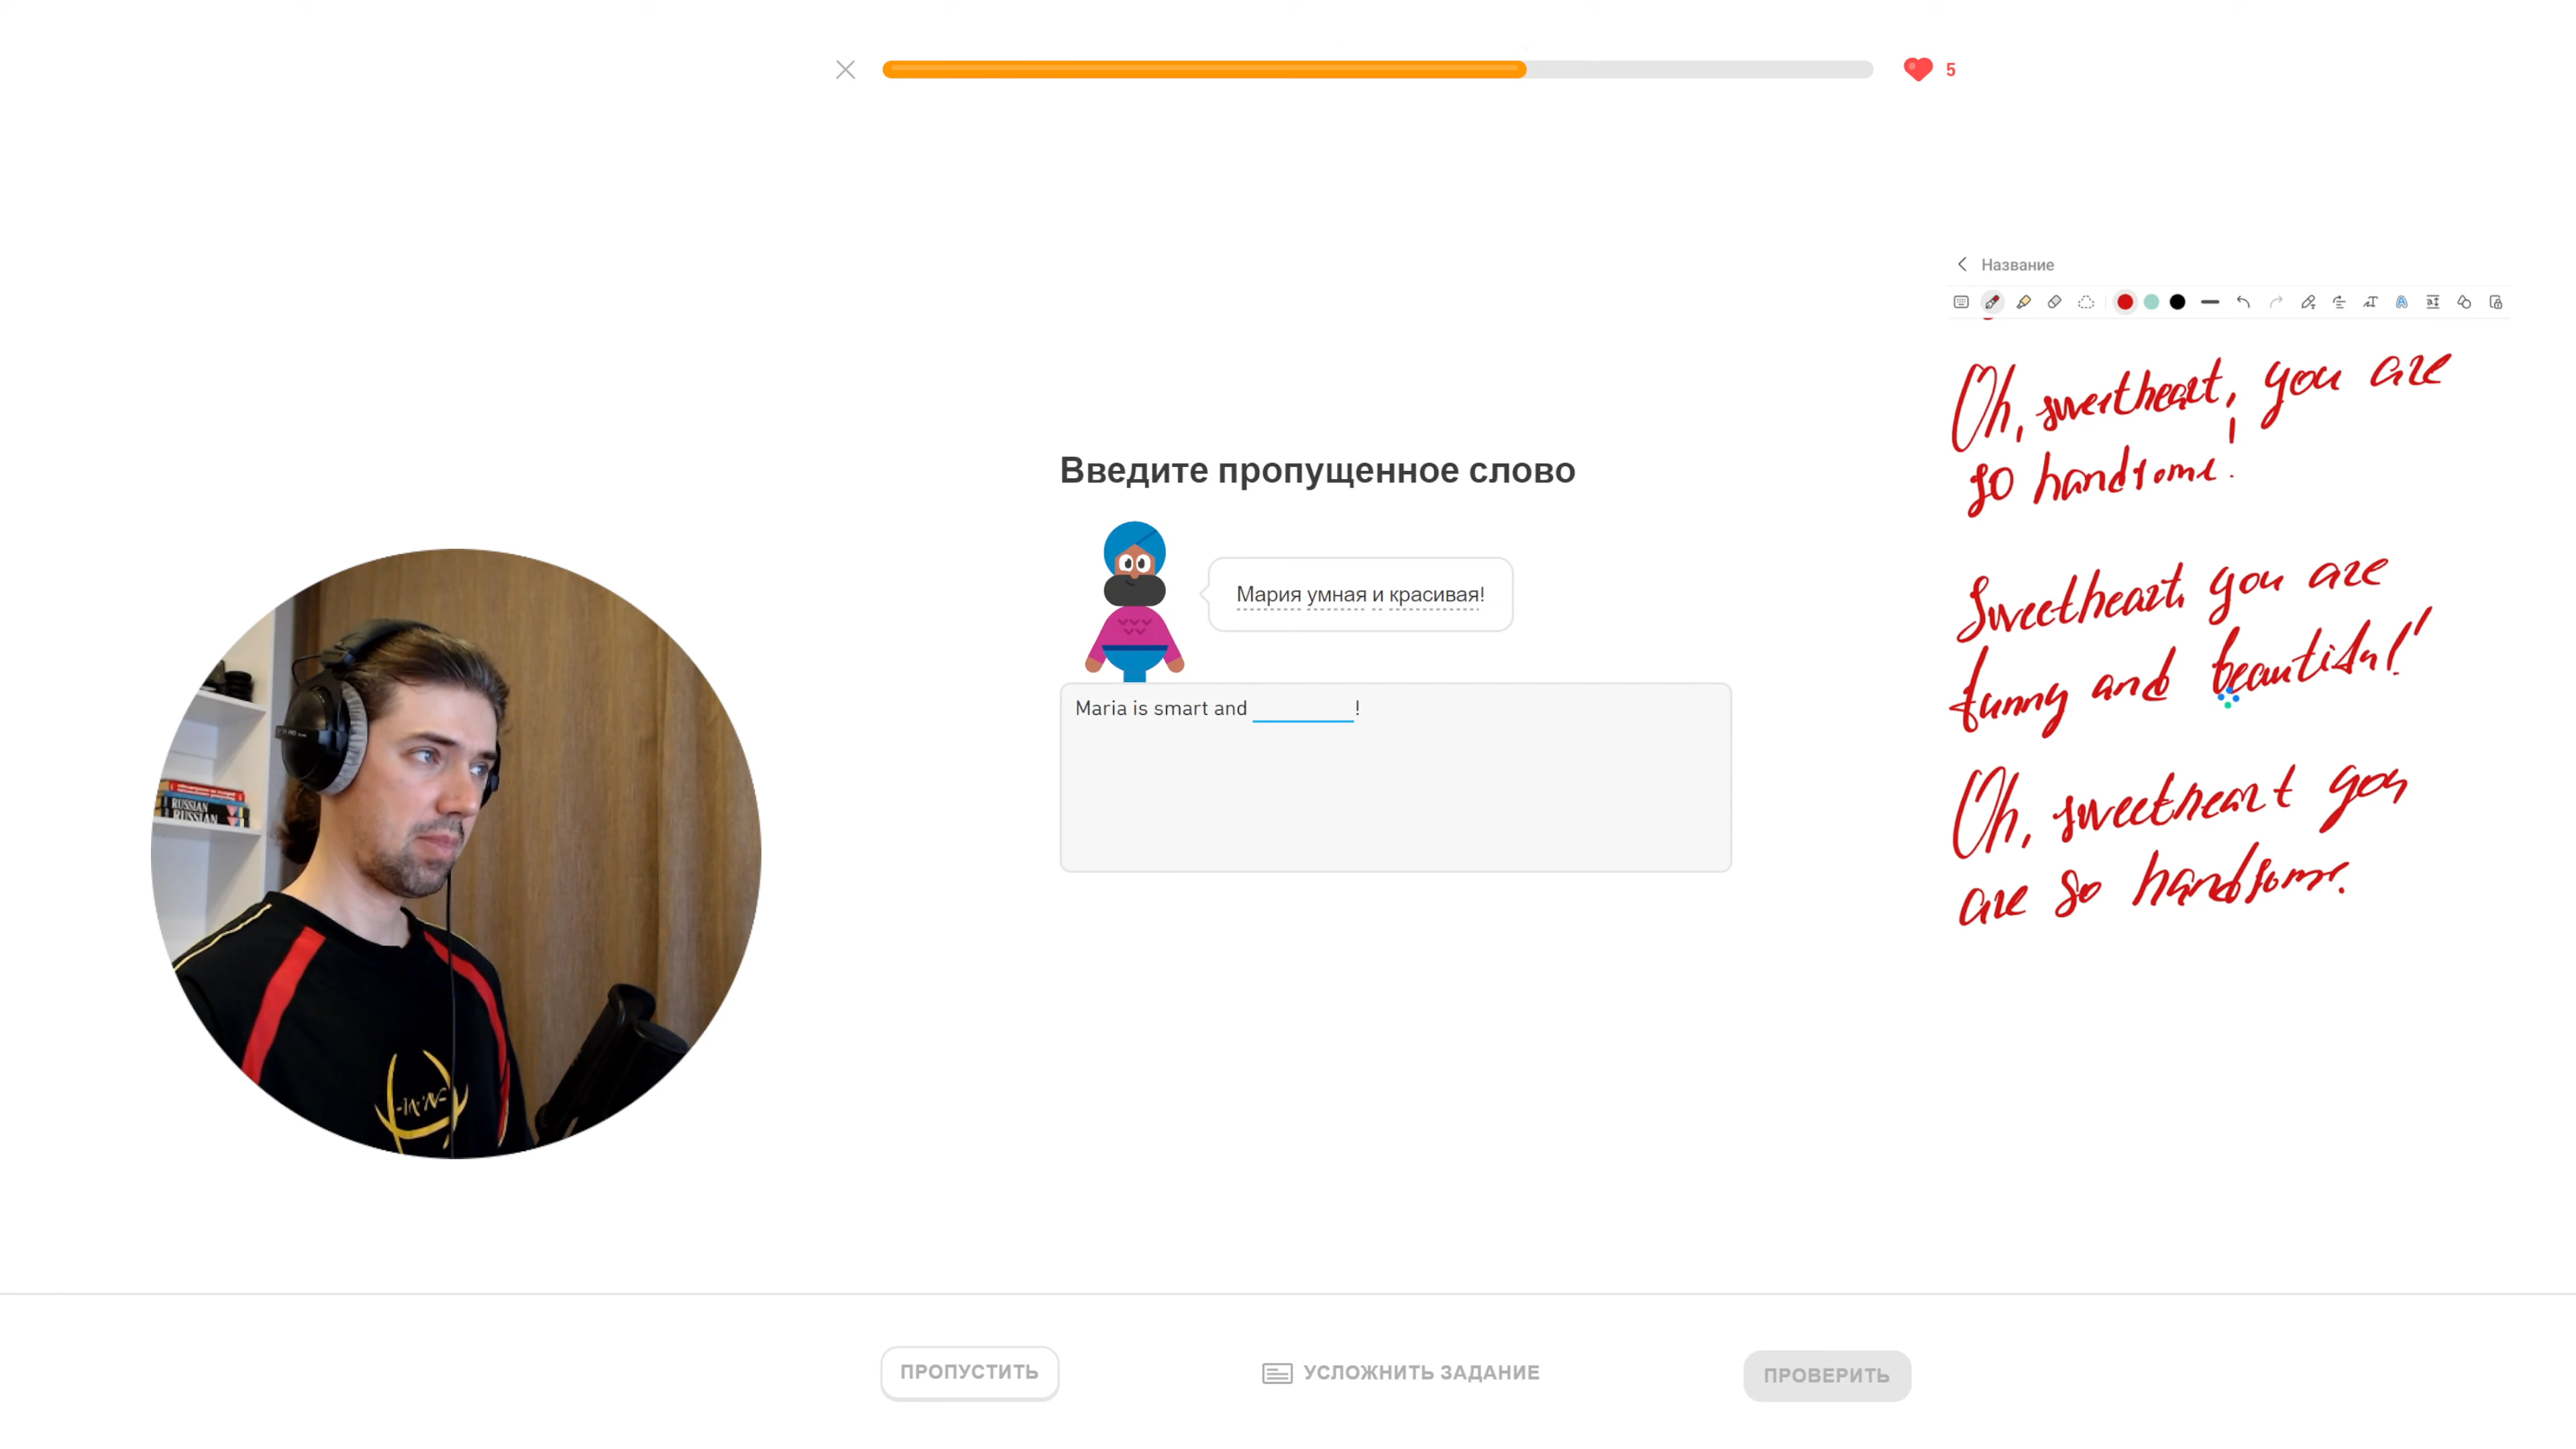 5
Название
Oh, sweetheart, you are
so handsome!
Введите пропущенное слово
Мария умная и красивая!
Maria is smart and !
Sweetheart, you are
funny and beautiful!
Oh, sweetheart you
are so handsome.
RUSSIAN
RUSSIAN
ПРОПУСТИТЬ
УСЛОЖНИТЬ ЗАДАНИЕ
ПРОВЕРИТЬ